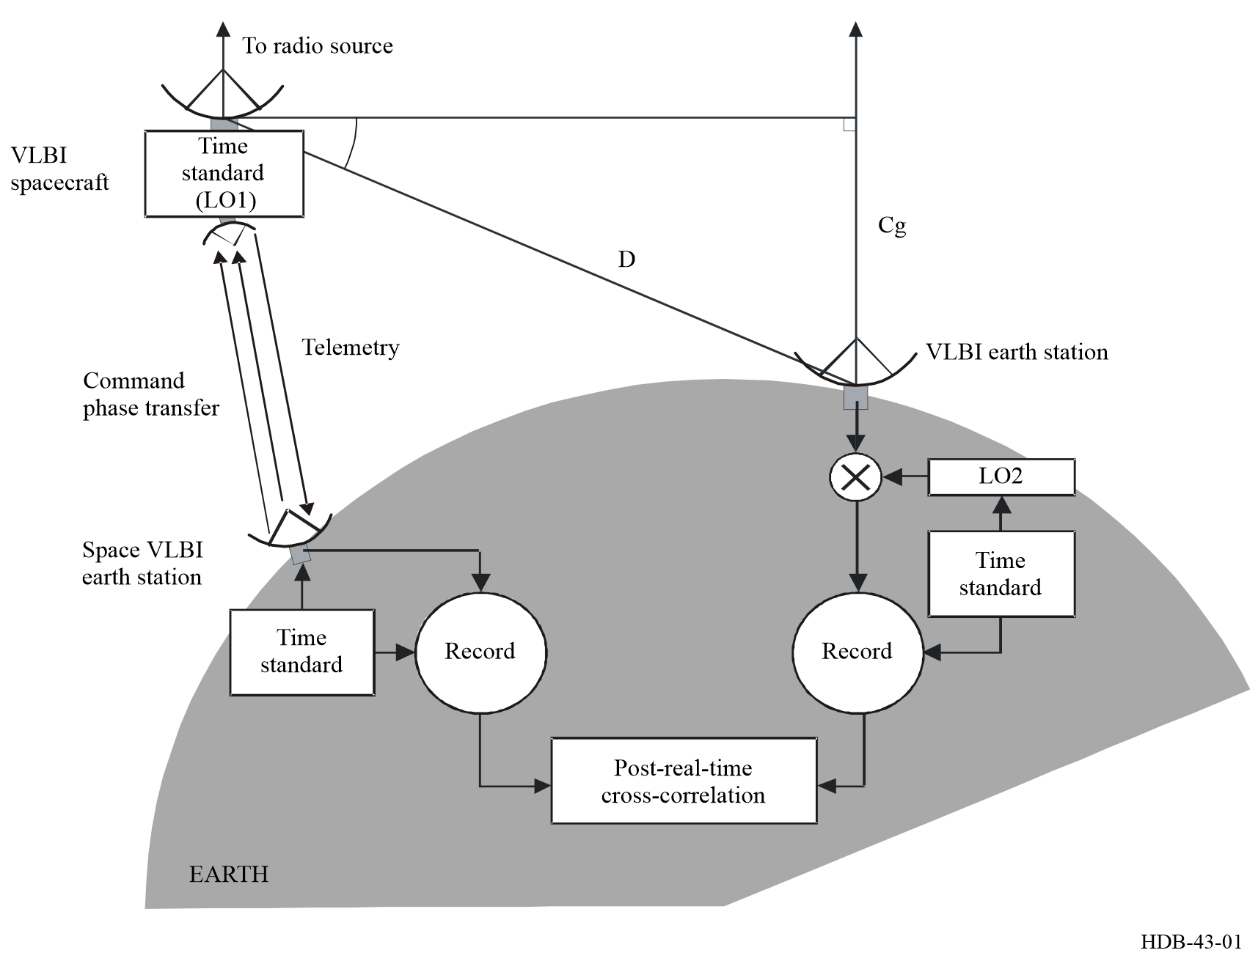 To radio source
VLBI
spacecraft
Time
standard
(LO1)
Cg
D
Telemetry
VLBI earth station
Command
phase transfer
LO2
Space VLBI
earth station
Time
standard
Time
standard
Record
Record
Post-real-time
cross-correlation
EARTH
HDB-43-01